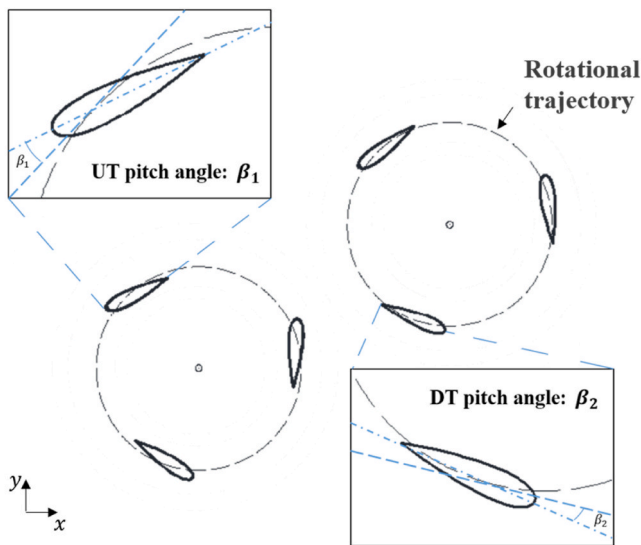 β₁
UT pitch angle: β₁
Rotational
trajectory
DT pitch angle: β₂
β₂
y
x